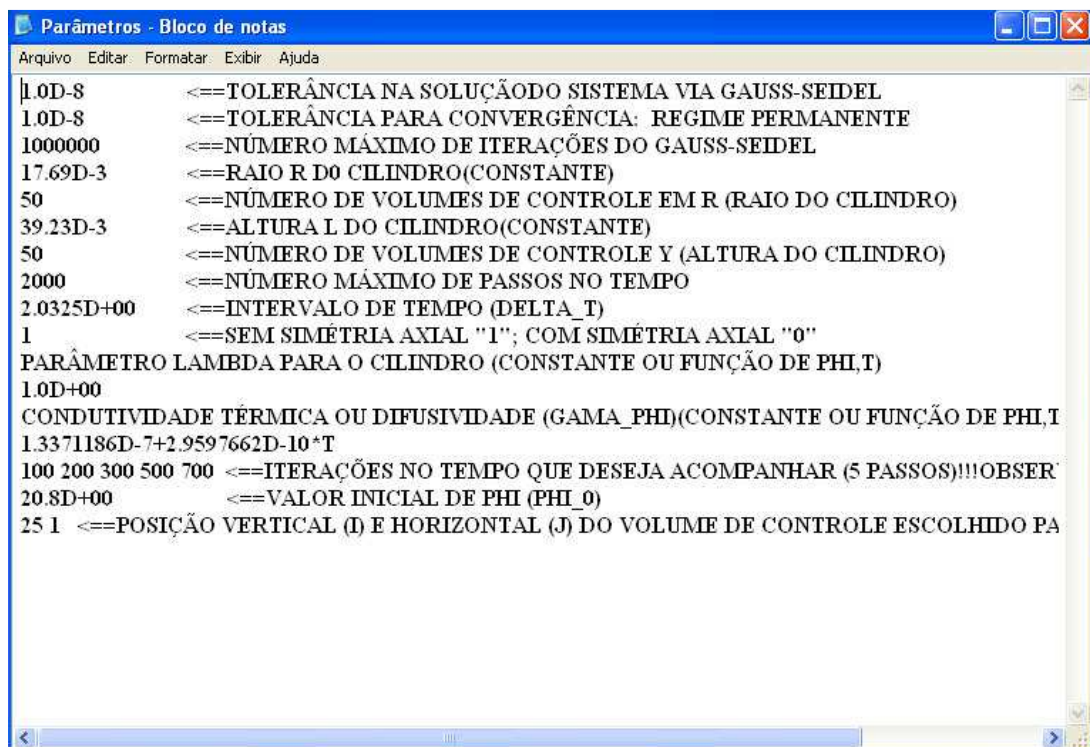 Parâmetros - Bloco de notas
Arquivo Editar Formatar Exibir Ajuda
1.0D-8 <==TOLERÂNCIA NA SOLUÇÃODO SISTEMA VIA GAUSS-SEIDEL
1.0D-8 <==TOLERÂNCIA PARA CONVERGÊNCIA: REGIME PERMANENTE
1000000 <==NÚMERO MÁXIMO DE ITERAÇÕES DO GAUSS-SEIDEL
17.69D-3 <==RAIO R D0 CILINDRO(CONSTANTE)
50 <==NÚMERO DE VOLUMES DE CONTROLE EM R (RAIO DO CILINDRO)
39.23D-3 <==ALTURA L DO CILINDRO(CONSTANTE)
50 <==NÚMERO DE VOLUMES DE CONTROLE Y (ALTURA DO CILINDRO)
2000 <==NÚMERO MÁXIMO DE PASSOS NO TEMPO
2.0325D+00 <==INTERVALO DE TEMPO (DELTA_T)
1 <==SEM SIMÉTRIA AXIAL "1"; COM SIMÉTRIA AXIAL "0"
PARÂMETRO LAMBDA PARA O CILINDRO (CONSTANTE OU FUNÇÃO DE PHI,T)
1.0D+00
CONDUTIVIDADE TÉRMICA OU DIFUSIVIDADE (GAMA_PHI)(CONSTANTE OU FUNÇÃO DE PHI,T
1.3371186D-7+2.9597662D-10*T
100 200 300 500 700 <==ITERAÇÕES NO TEMPO QUE DESEJA ACOMPANHAR (5 PASSOS)!!!OBSER
20.8D+00 <==VALOR INICIAL DE PHI (PHI_0)
25 1 <==POSIÇÃO VERTICAL (I) E HORIZONTAL (J) DO VOLUME DE CONTROLE ESCOLHIDO PA